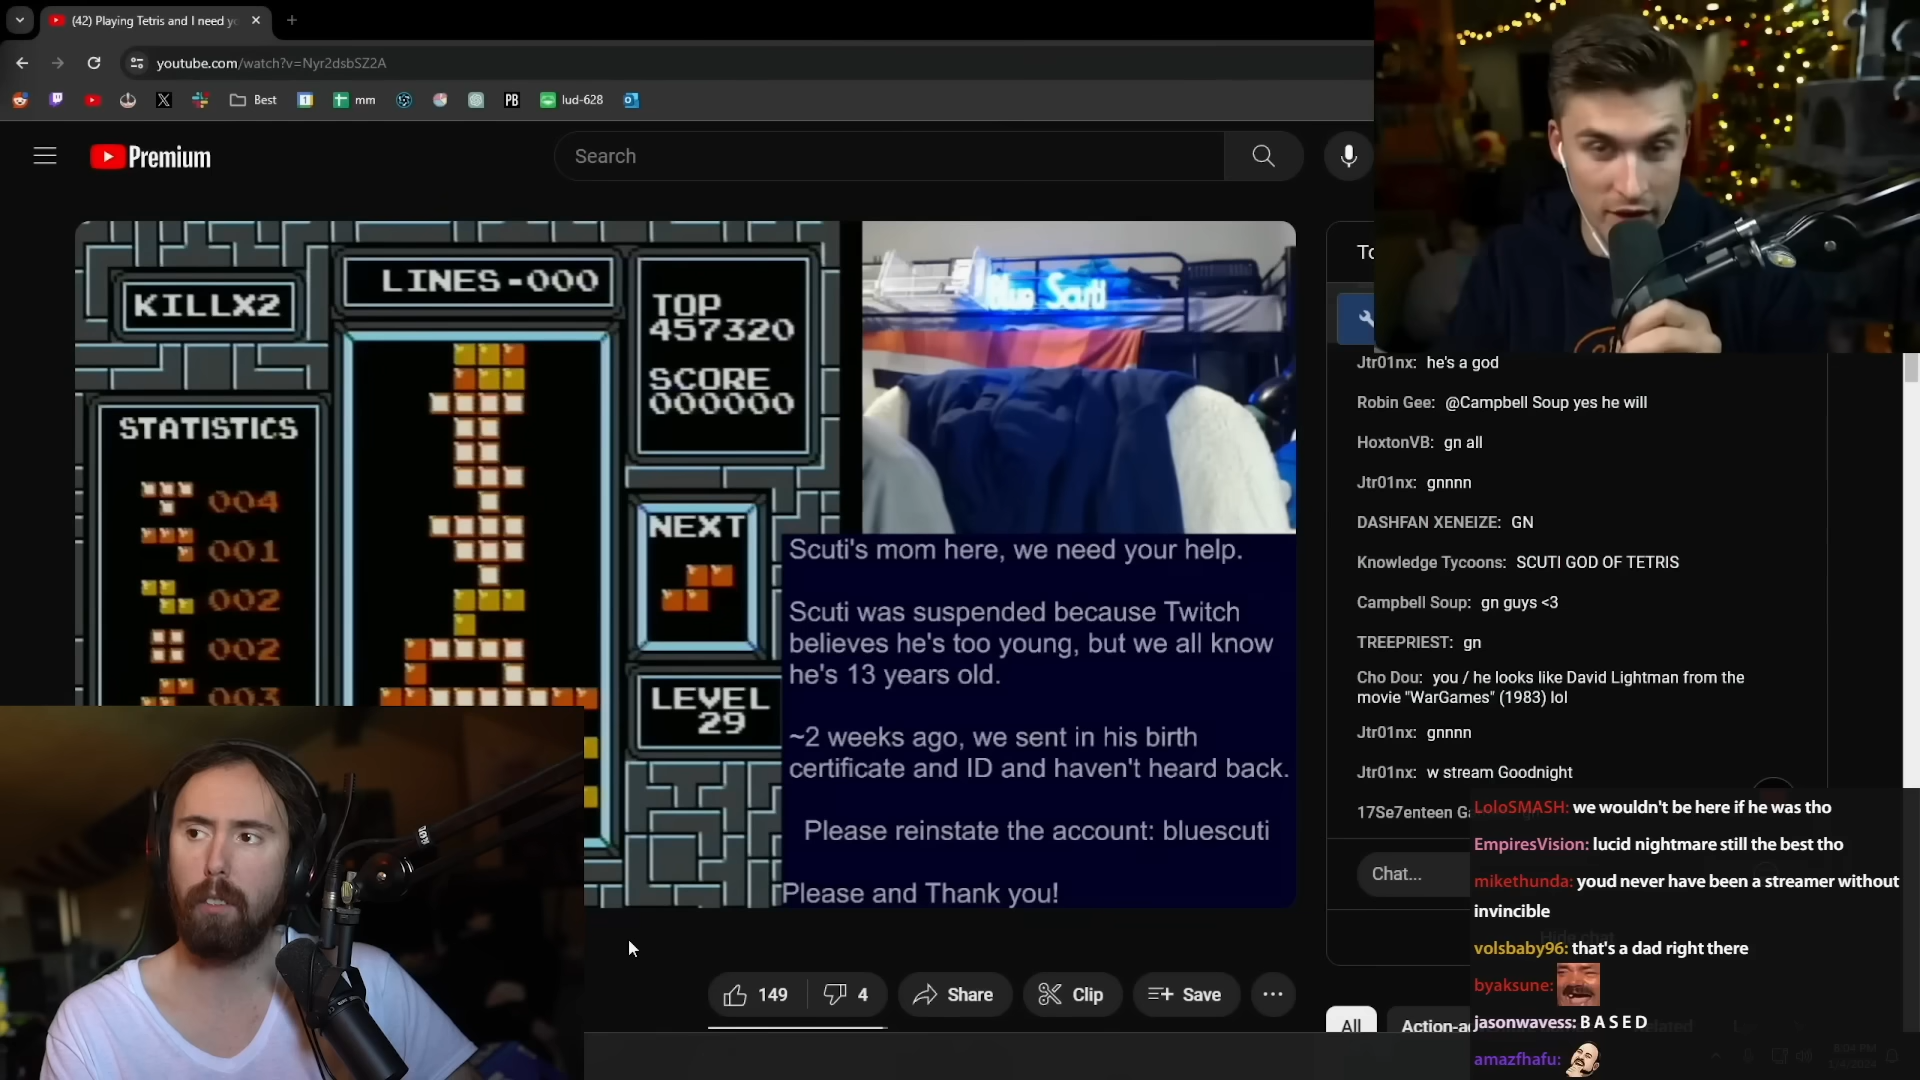 (42) Playing Tetris and I need yo
youtube.com/watch?v=Nyr2dsbSZ2A
Best
mm
PB
lud-628
Premium
Search
KILLX2
LINES-000
TOP
457320
SCORE
000000
STATISTICS
004
001
002
002
003
NEXT
LEVEL
29
Blue Scuti
Scuti's mom here, we need your help.
Scuti was suspended because Twitch
believes he's too young, but we all know
he's 13 years old.
~2 weeks ago, we sent in his birth
certificate and ID and haven't heard back.
Please reinstate the account: bluescuti
Please and Thank you!
149
4
Share
Clip
Save
Jtr01nx: he's a god
Robin Gee: @Campbell Soup yes he will
HoxtonVB: gn all
Jtr01nx: gnnnn
DASHFAN XENEIZE: GN
Knowledge Tycoons: SCUTI GOD OF TETRIS
Campbell Soup: gn guys <3
TREEPRIEST: gn
Cho Dou: you / he looks like David Lightman from the
movie "WarGames" (1983) lol
Jtr01nx: gnnnn
Jtr01nx: w stream Goodnight
17Se7enteen
Chat...
Hide chat
All
LoloSMASH: we wouldn't be here if he was tho
EmpiresVision: lucid nightmare still the best tho
mikethunda: youd never have been a streamer without
invincible
volsbaby96: that's a dad right there
byaksune:
jasonwavess: B A S E D
amazfhafu: